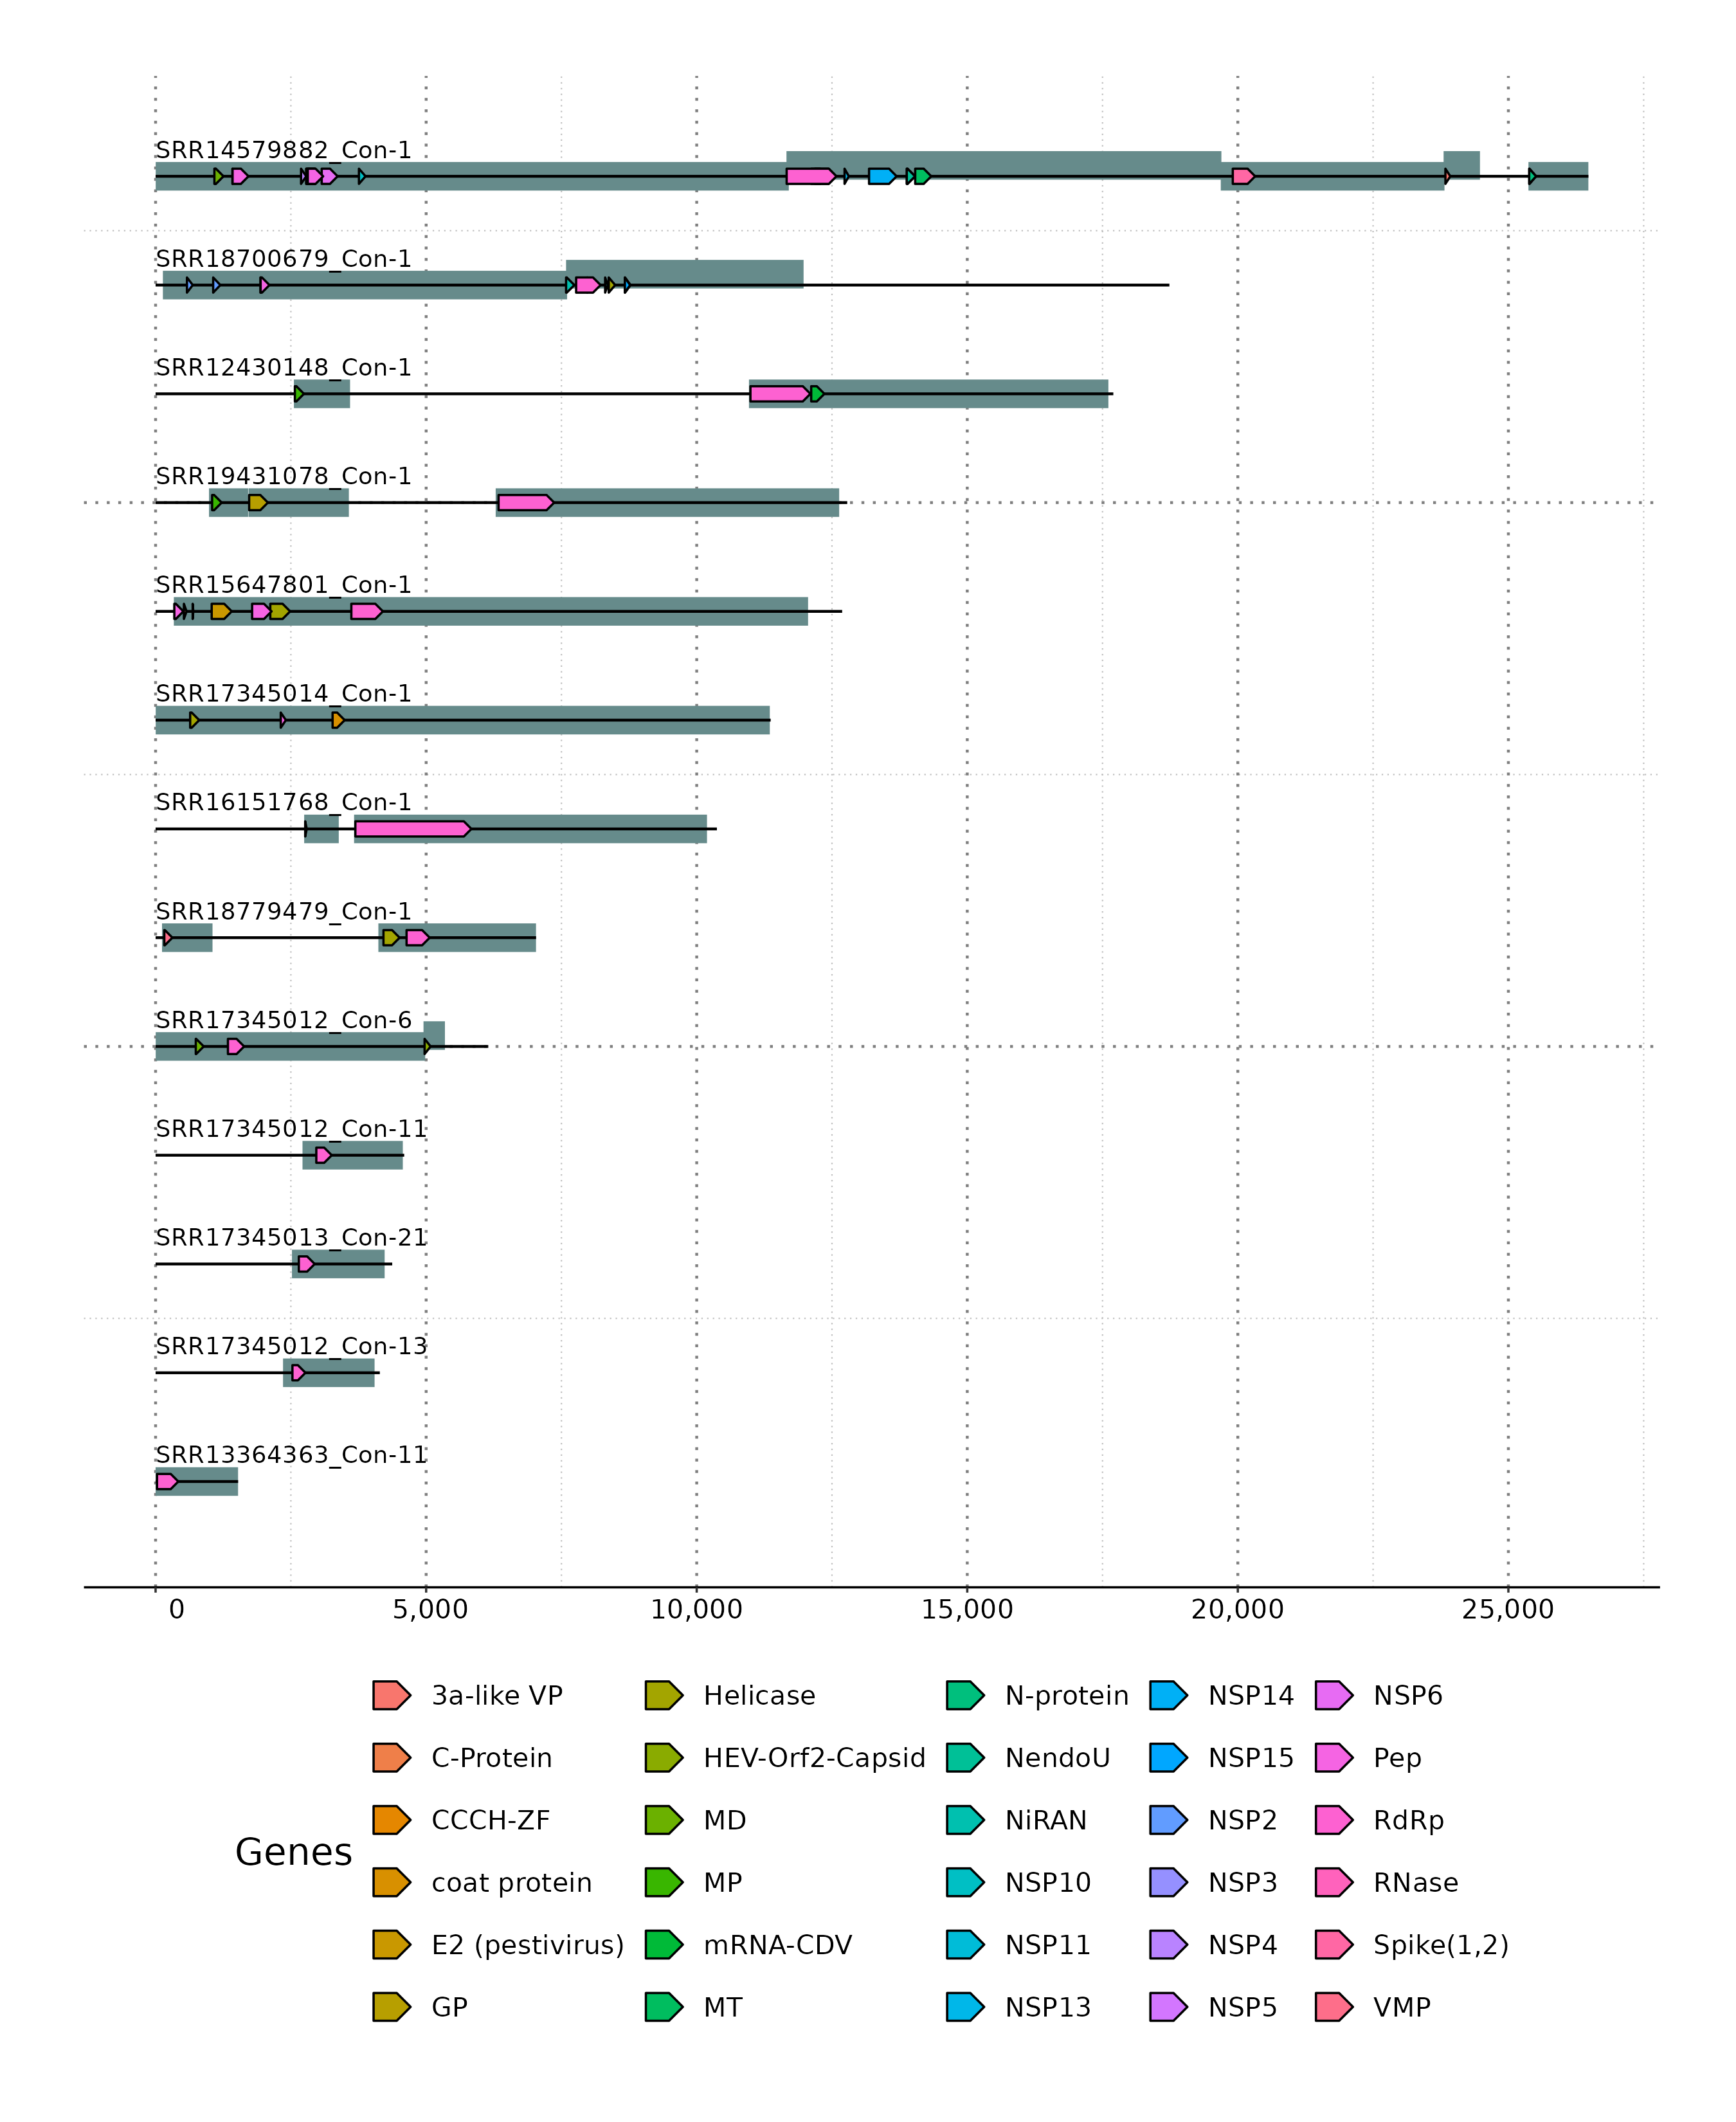 SRR14579882_Con-1
SRR18700679_Con-1
SRR12430148_Con-1
SRR19431078_Con-1
SRR15647801_Con-1
SRR17345014_Con-1
SRR16151768_Con-1
SRR18779479_Con-1
SRR17345012_Con-6
SRR17345012_Con-11
SRR17345013_Con-21
SRR17345012_Con-13
SRR13364363_Con-11
0 5,000 10,000 15,000 20,000 25,000
Genes
3a-like VP
C-Protein
CCCH-ZF
coat protein
E2 (pestivirus)
GP
Helicase
HEV-Orf2-Capsid
MD
MP
mRNA-CDV
MT
N-protein
NendoU
NiRAN
NSP10
NSP11
NSP13
NSP14
NSP15
NSP2
NSP3
NSP4
NSP5
NSP6
Pep
RdRp
RNase
Spike(1,2)
VMP